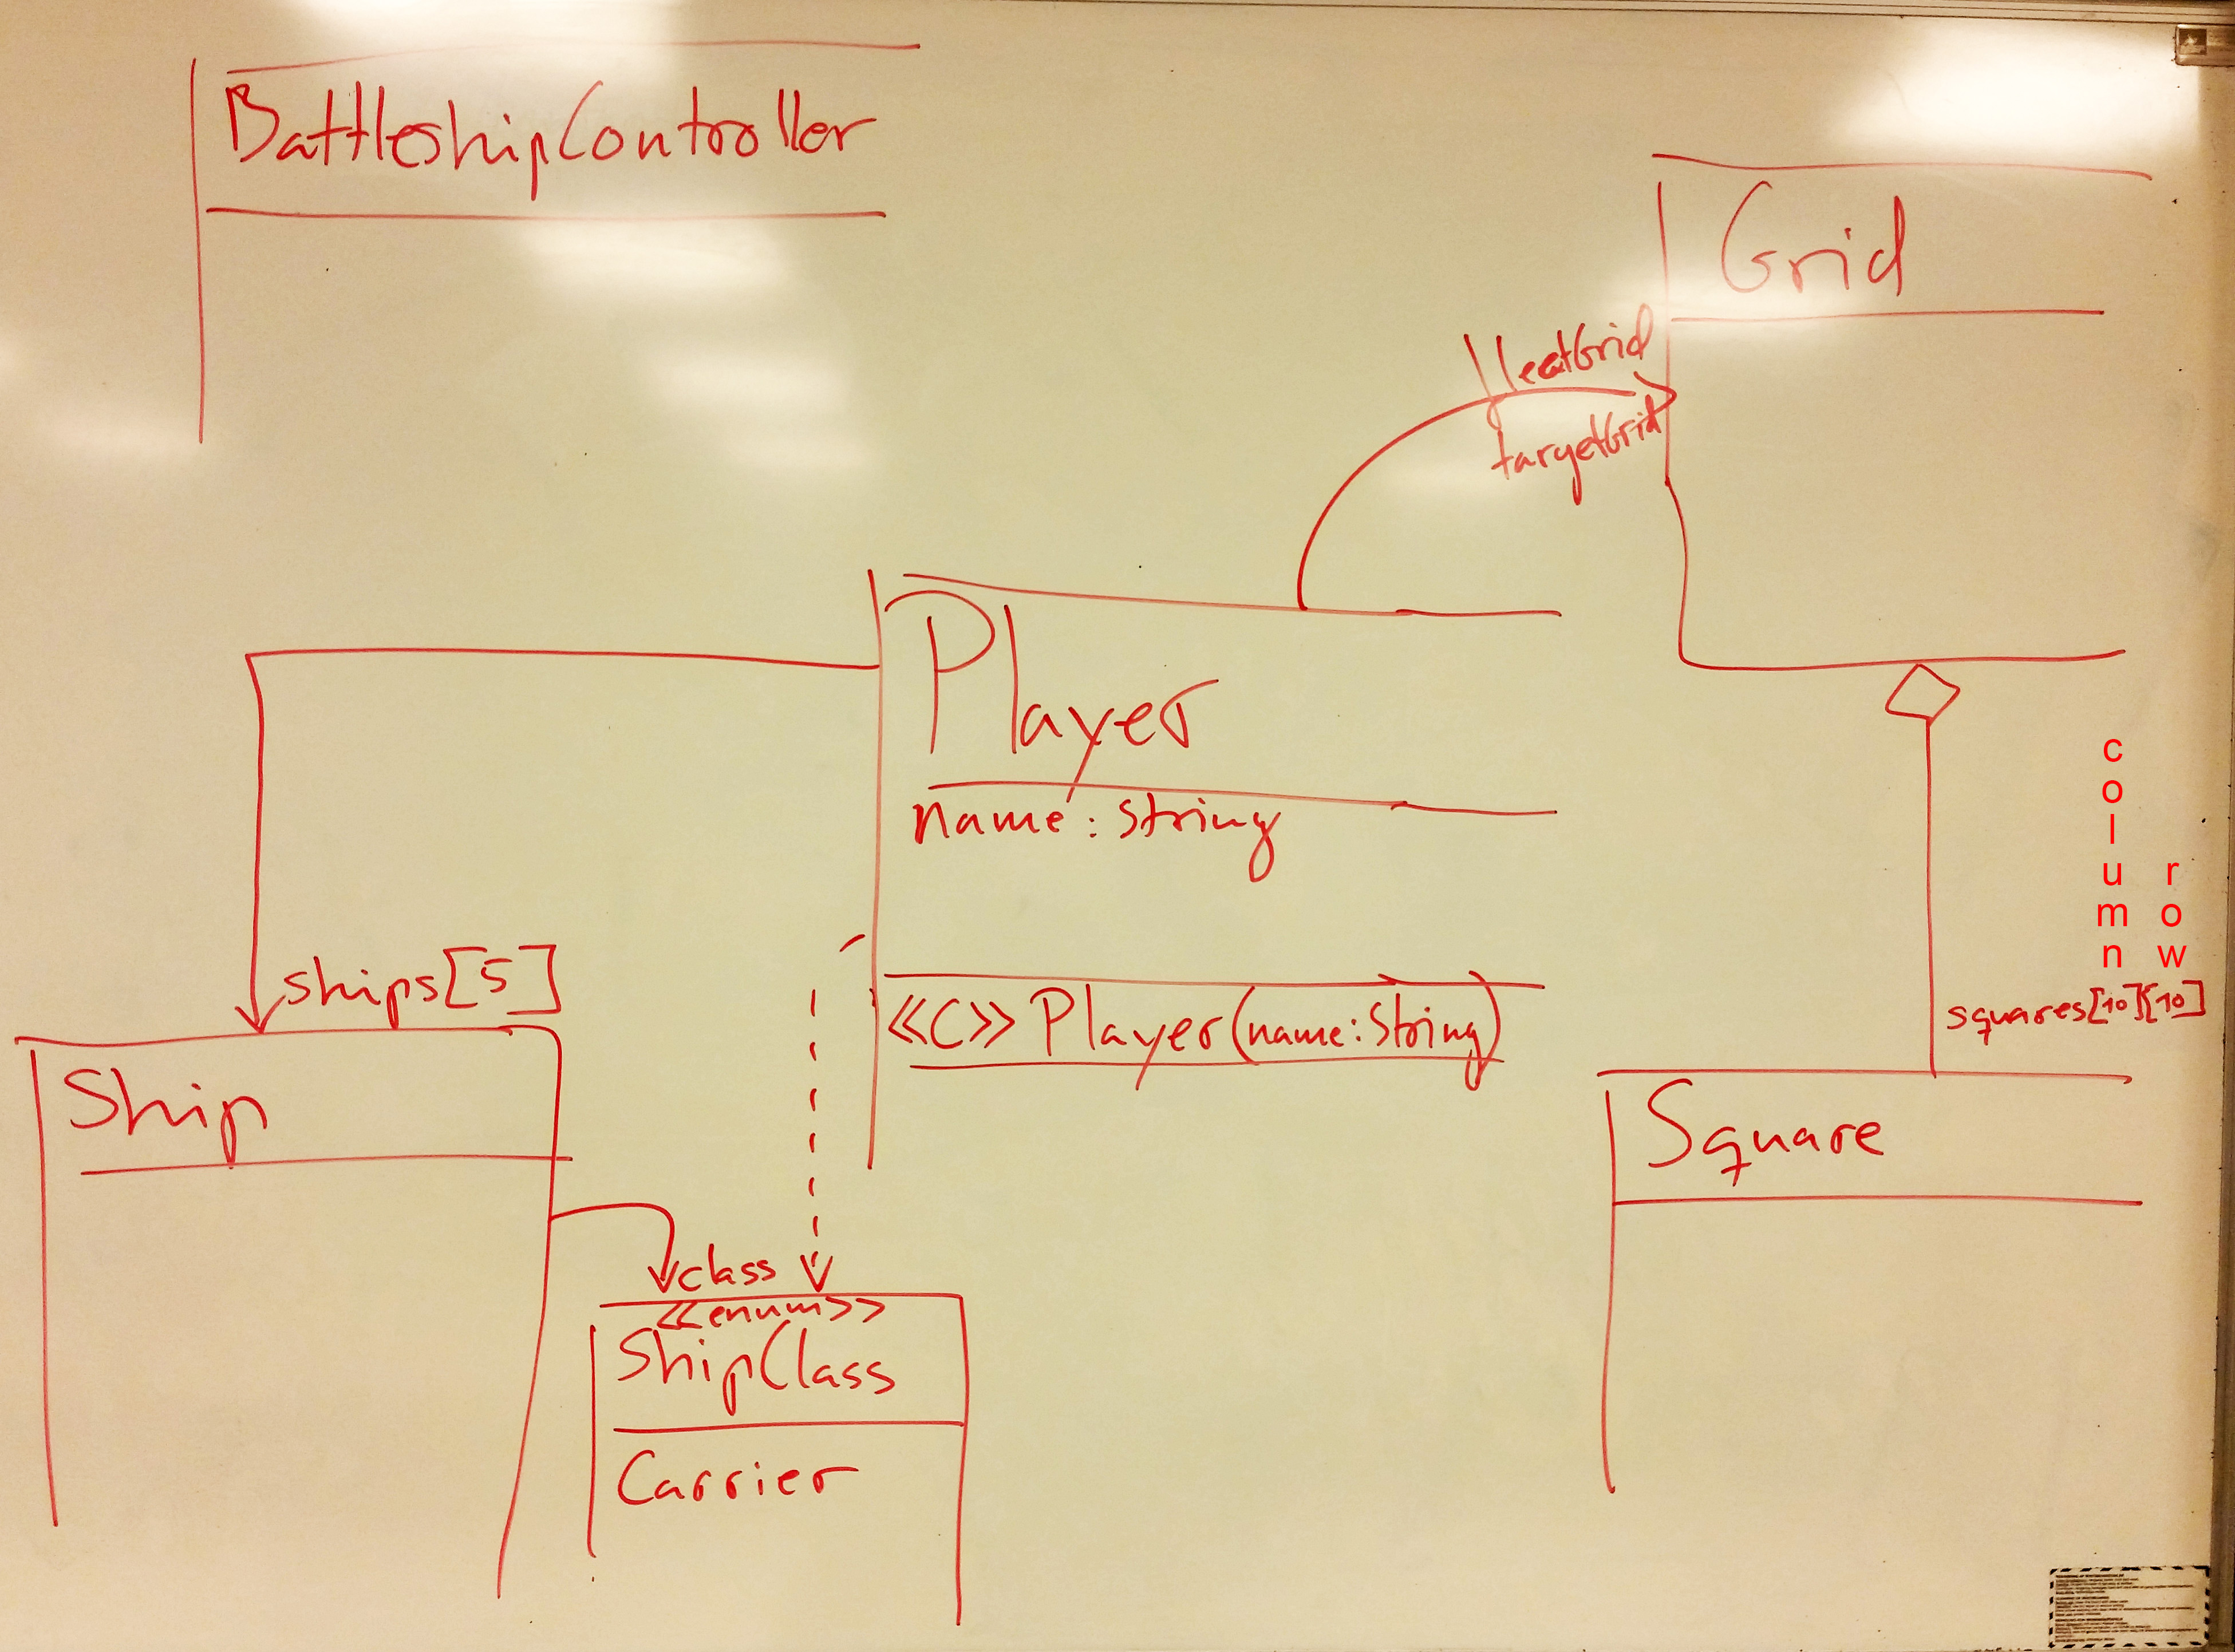 BattleshipController
Grid
fleetGrid
targetGrid
Player
name: String
<<C>> Player(name: String)
ships[5]
Ship
class
<<enum>>
ShipClass
Carrier
column
row
squares[10][10]
Square